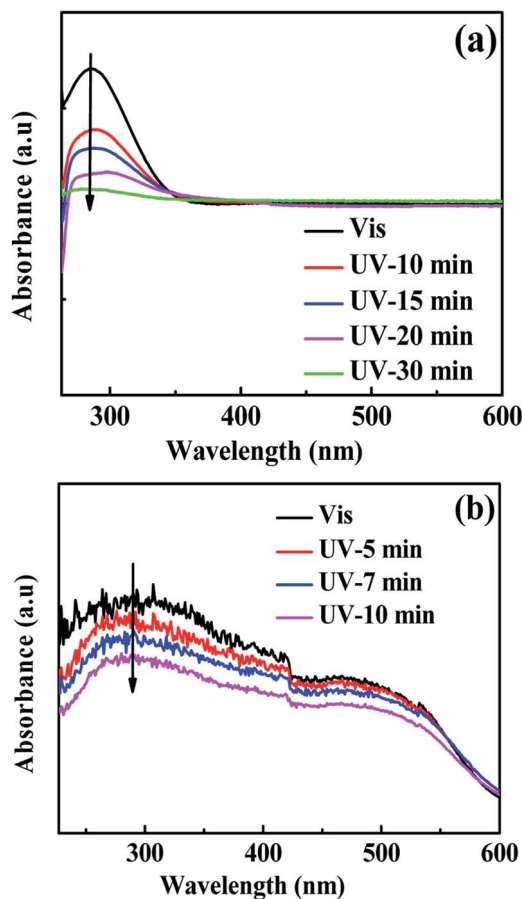 (a)
Absorbance (a.u)
Vis
UV-10 min
UV-15 min
UV-20 min
UV-30 min
300
400
500
600
Wavelength (nm)
(b)
Absorbance (a.u)
Vis
UV-5 min
UV-7 min
UV-10 min
300
400
500
600
Wavelength (nm)